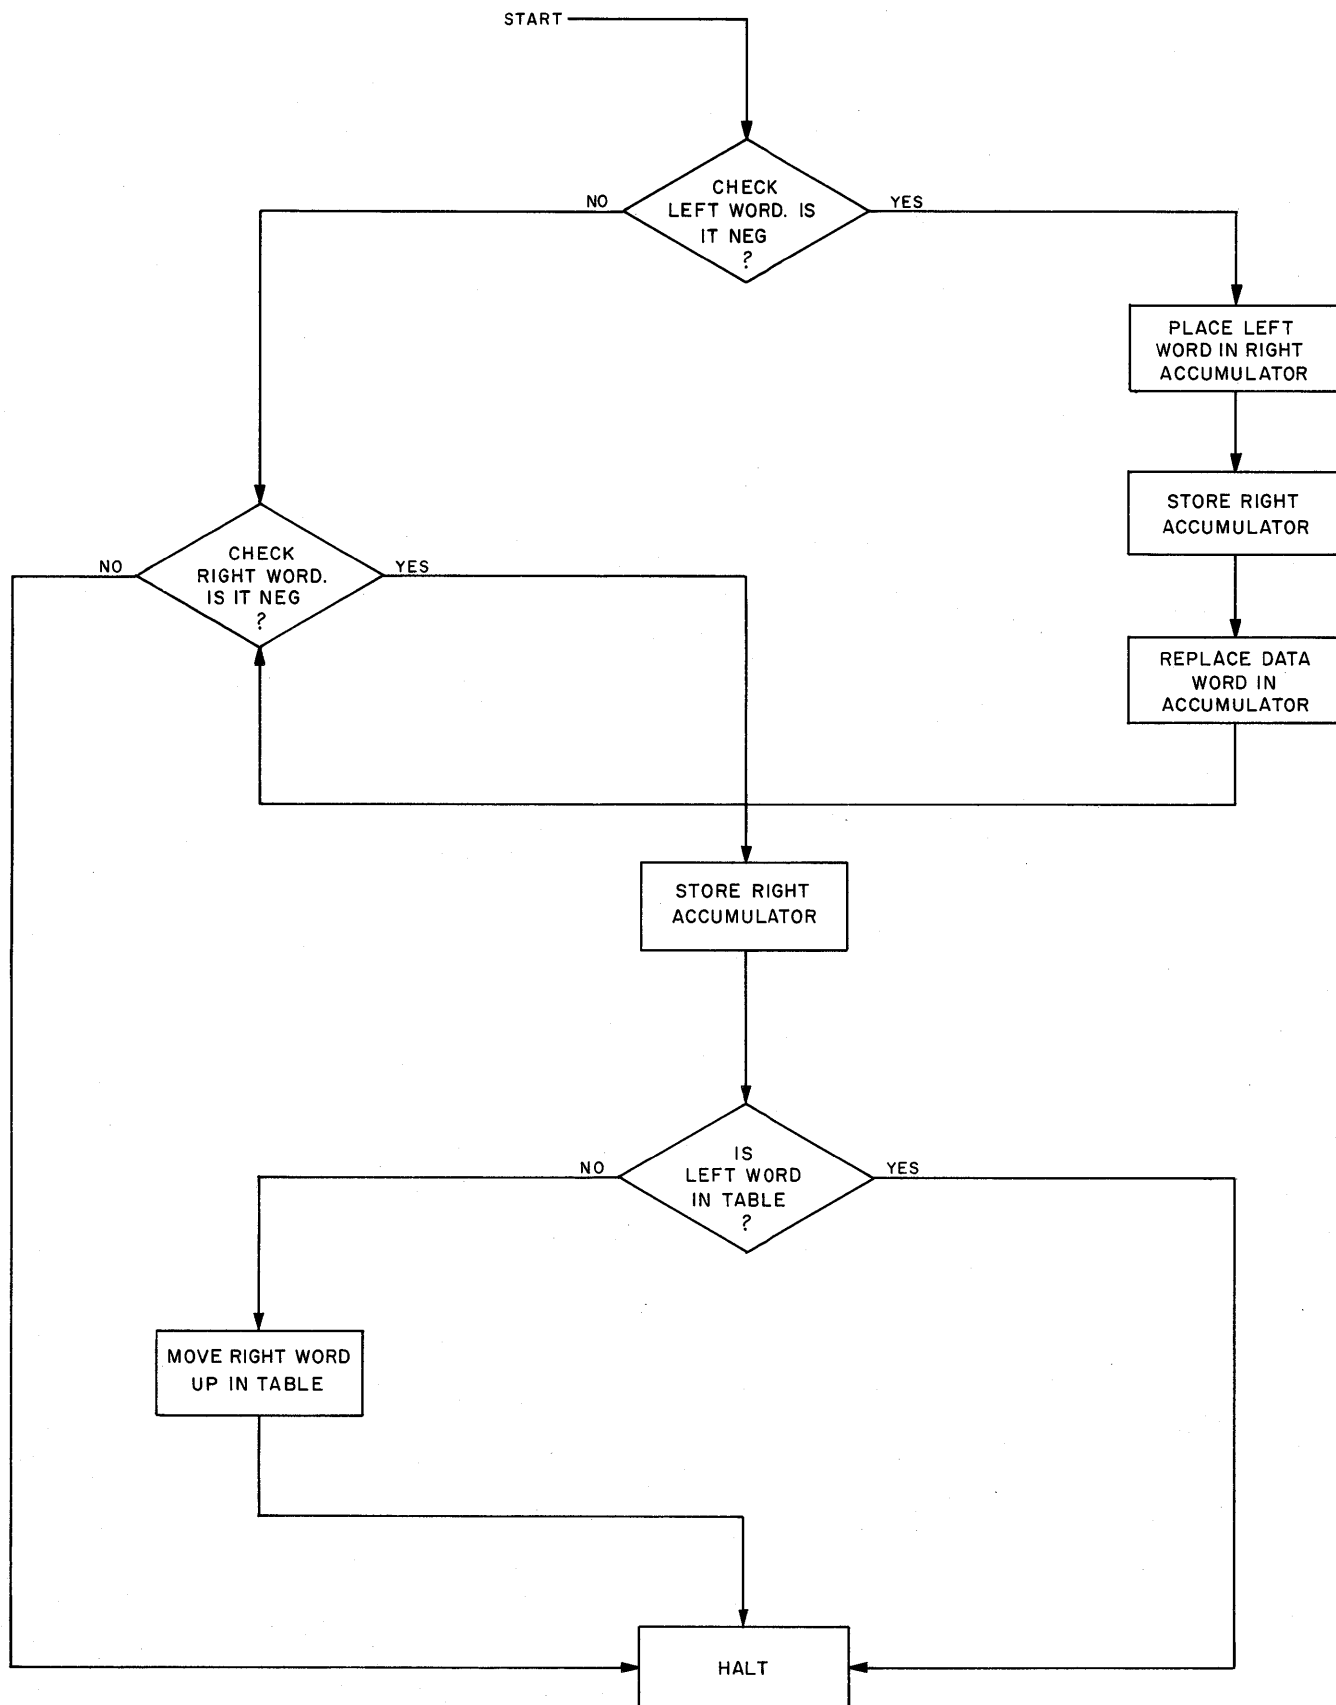 START
CHECK
LEFT WORD. IS
IT NEG
?
NO
YES
PLACE LEFT
WORD IN RIGHT
ACCUMULATOR
STORE RIGHT
ACCUMULATOR
CHECK
RIGHT WORD.
IS IT NEG
?
NO
YES
REPLACE DATA
WORD IN
ACCUMULATOR
STORE RIGHT
ACCUMULATOR
IS
LEFT WORD
IN TABLE
?
NO
YES
MOVE RIGHT WORD
UP IN TABLE
HALT